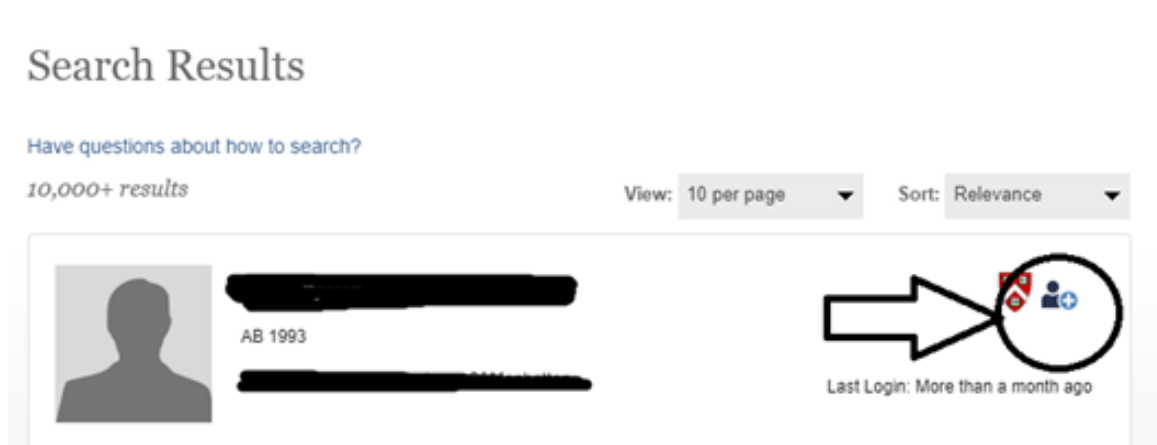 Search Results
Have questions about how to search?
10,000+ results
View: 10 per page Sort: Relevance
AB 1993
Last Login: More than a month ago